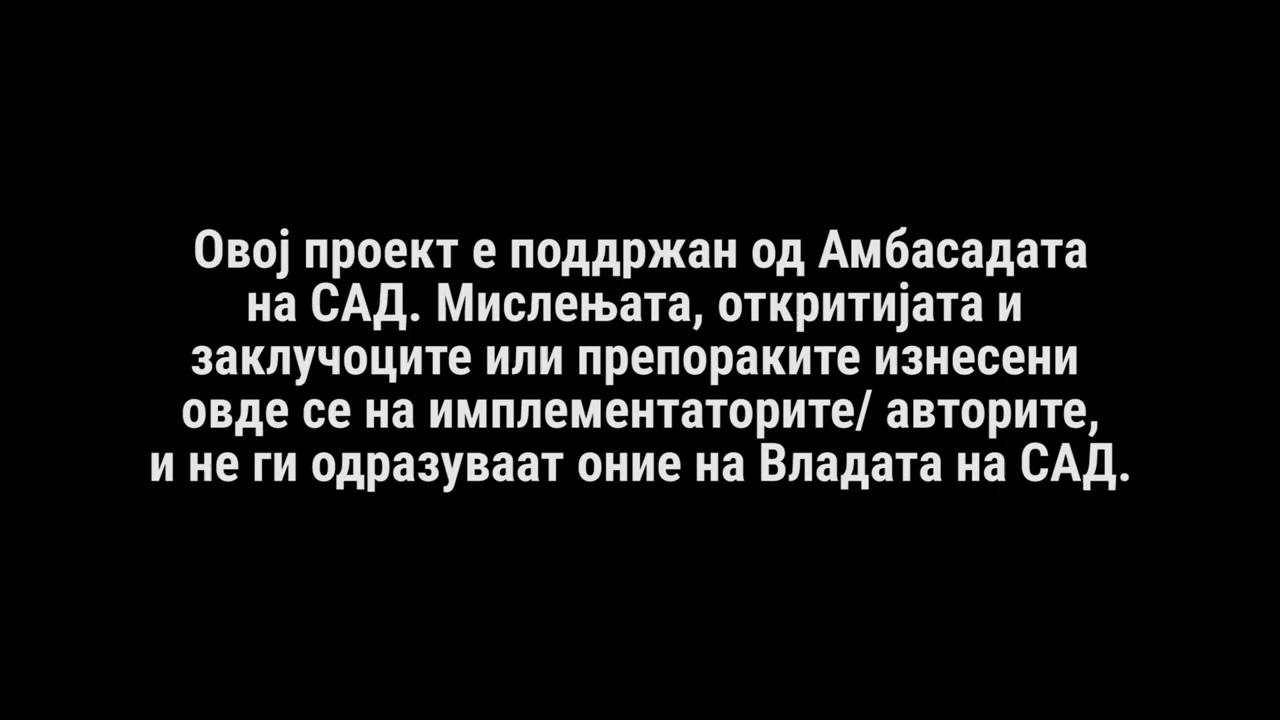 Овој проект е поддржан од Амбасадата
на САД. Мислењата, откритијата и
заклучоците или препораките изнесени
овде се на имплементаторите/ авторите,
и не ги одразуваат оние на Владата на САД.